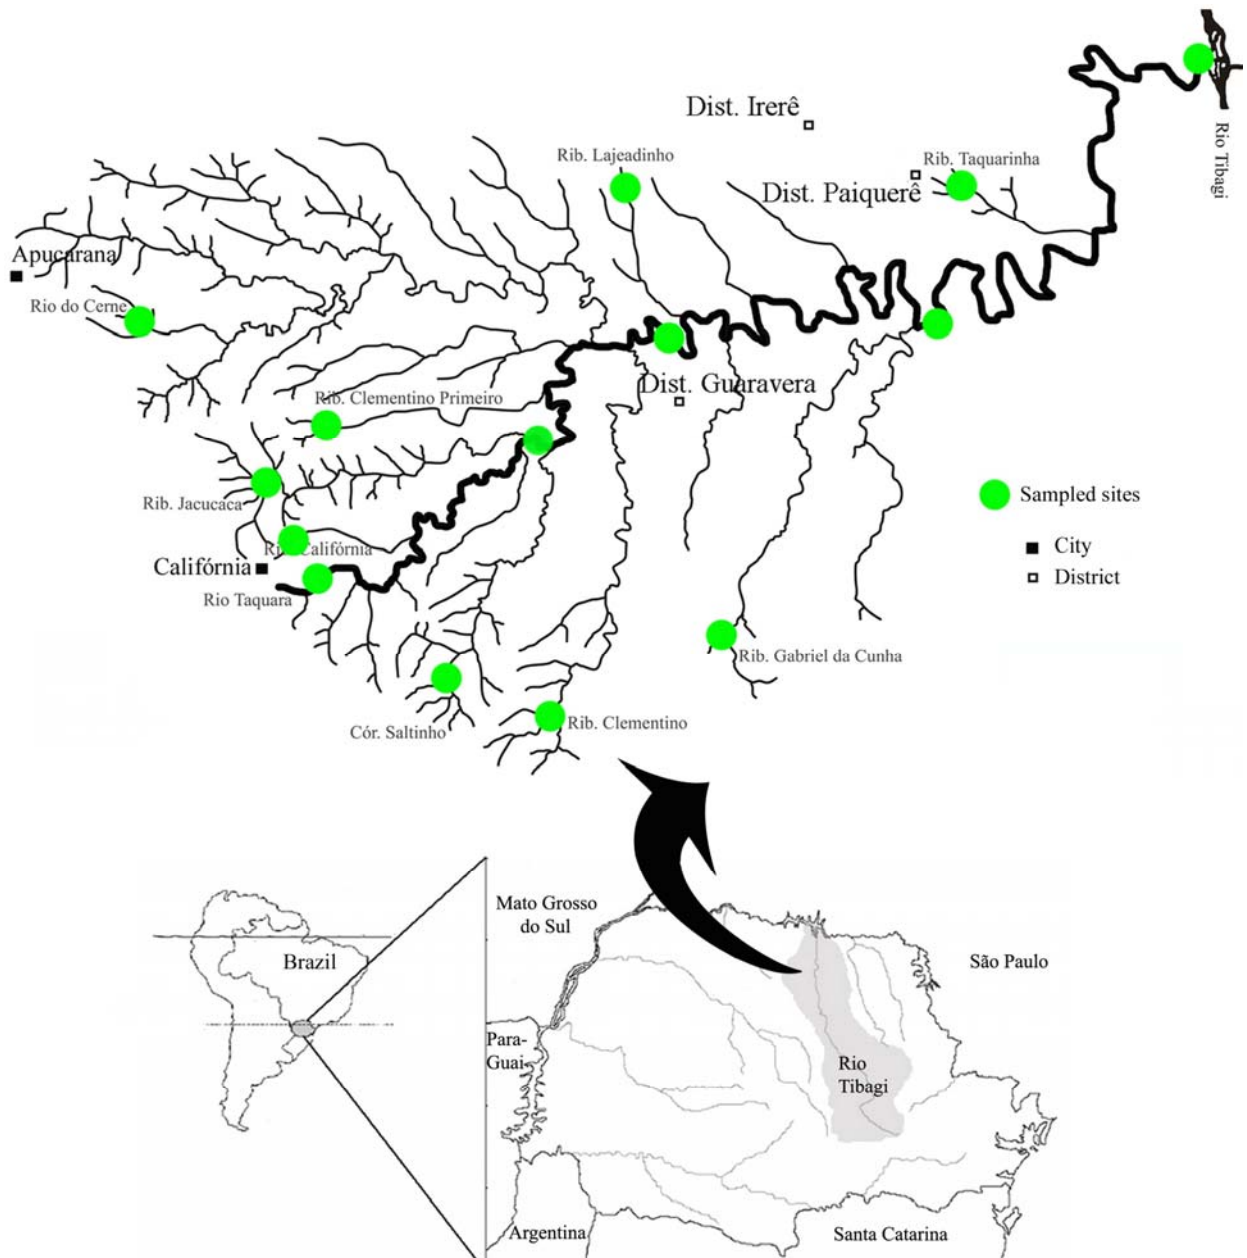 Dist. Irerê
Rio Tibagi
Rib. Lajeadinho
Rib. Taquarinha
Dist. Paiquerê
Apucarana
Rio do Cerne
Dist. Guaravera
Rib. Clementino Primeiro
Rib. Jacucaca
Sampled sites
Rib. Califórnia
City
Califórnia
District
Rio Taquara
Rib. Gabriel da Cunha
Cór. Saltinho
Rib. Clementino
Mato Grosso
do Sul
Brazil
São Paulo
Para-
Guai-
Rio
Tibagi
Argentina
Santa Catarina